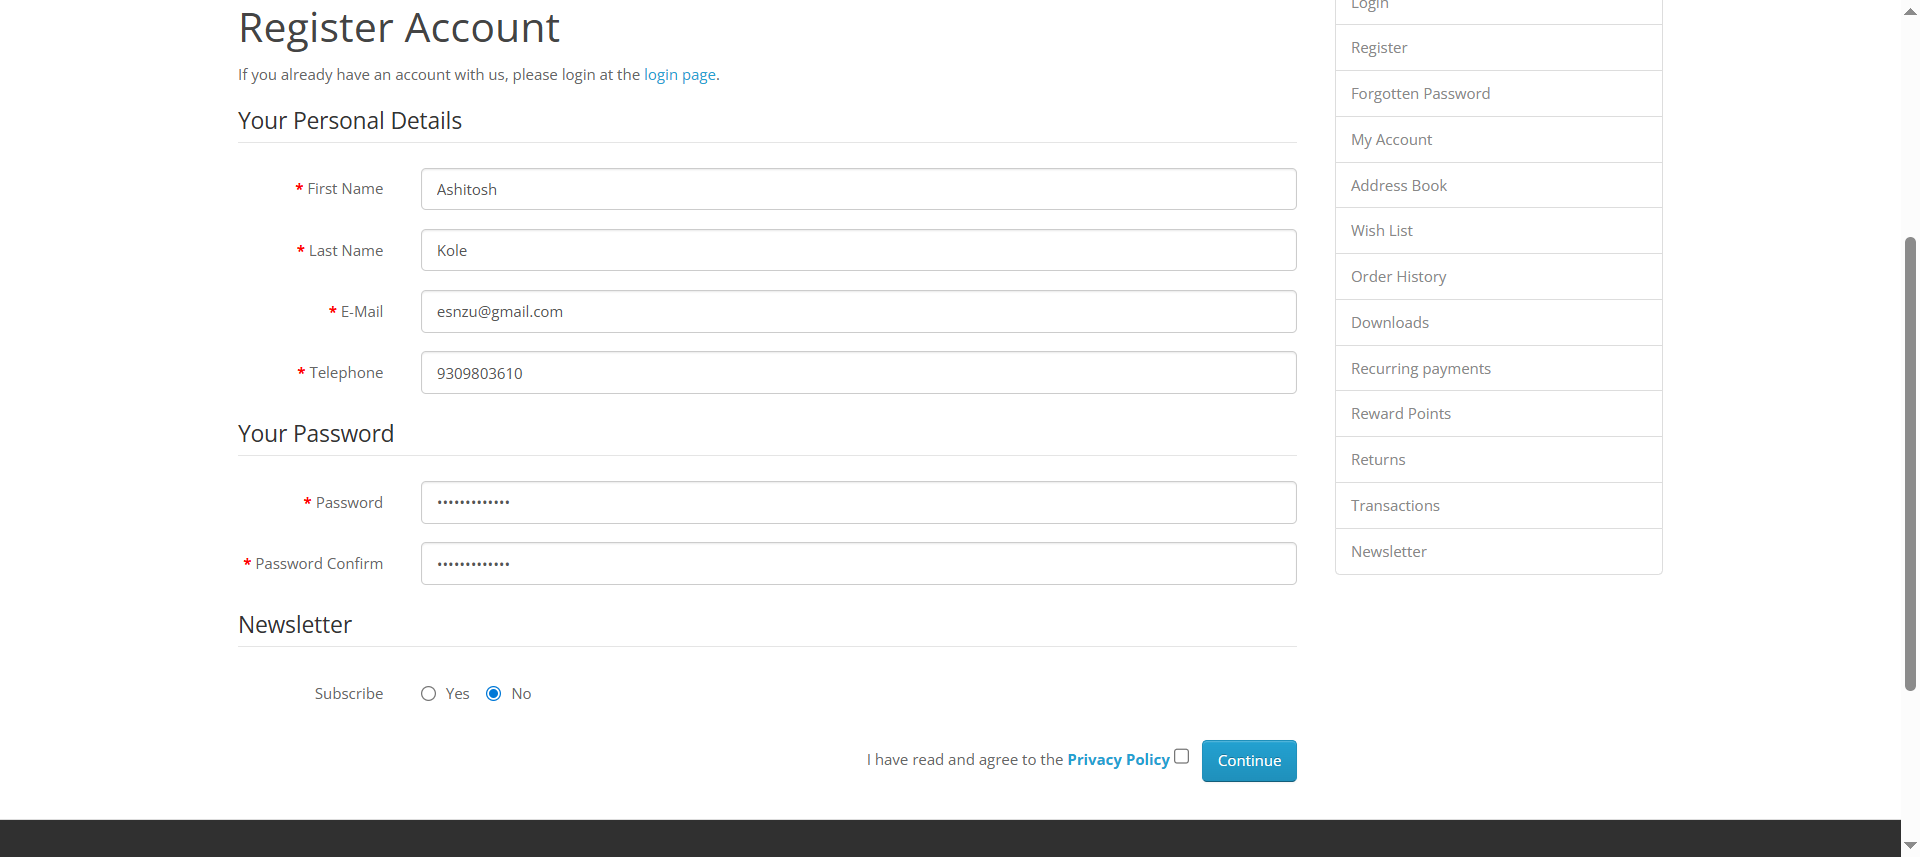 Register Account
If you already have an account with us, please login at the login page.
Your Personal Details
* First Name
Ashitosh
* Last Name
Kole
* E-Mail
esnzu@gmail.com
* Telephone
9309803610
Your Password
* Password
•••••••••••••
* Password Confirm
•••••••••••••
Newsletter
Subscribe
Yes
No
I have read and agree to the Privacy Policy
Continue
Login
Register
Forgotten Password
My Account
Address Book
Wish List
Order History
Downloads
Recurring payments
Reward Points
Returns
Transactions
Newsletter